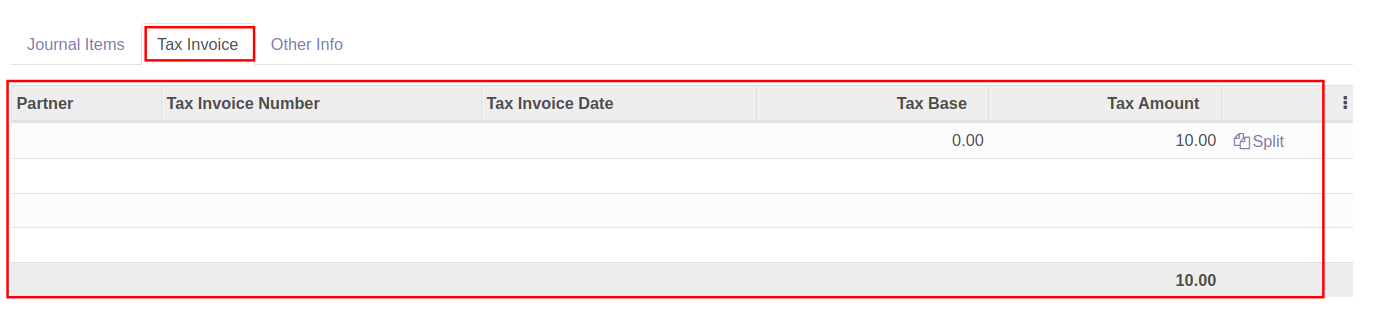 Journal Items Tax Invoice Other Info
Partner Tax Invoice Number Tax Invoice Date Tax Base Tax Amount
0.00 10.00 Split
10.00